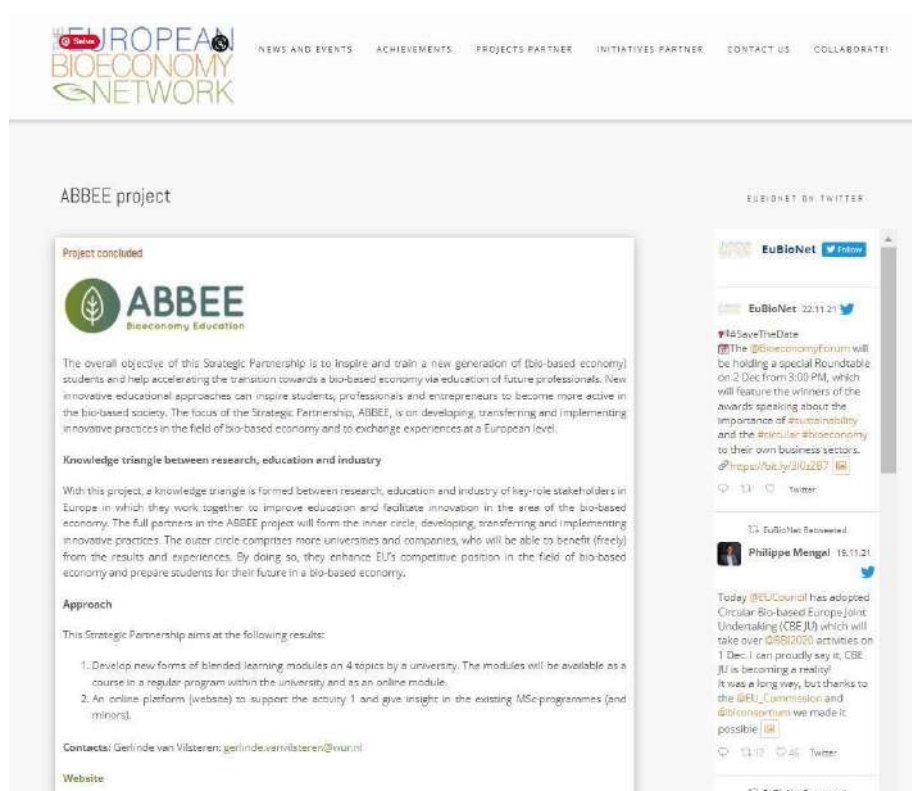 Salva
EUROPEAN
BIOECONOMY
NETWORK
NEWS AND EVENTS ACHIEVEMENTS PROJECTS PARTNER INITIATIVES PARTNER CONTACT US COLLABORATE!
ABBEE project
Project concluded
ABBEE
Bioeconomy Education
The overall objective of this Strategic Partnership is to inspire and train a new generation of (bio-based economy)
students and help accelerating the transition towards a bio-based economy via education of future professionals. New
innovative educational approaches can inspire students, professionals and entrepreneurs to become more active in
the bio-based society. The focus of the Strategic Partnership, ABBEE, is on developing, transferring and implementing
innovative practices in the field of bio-based economy and to exchange experiences at a European level.
Knowledge triangle between research, education and industry
With this project, a knowledge triangle is formed between research, education and industry of key-role stakeholders in
Europe in which they work together to improve education and facilitate innovation in the area of the bio-based
economy. The full partners in the ABBEE project will form the inner circle, developing, transferring and implementing
innovative practices. The outer circle comprises more universities and companies, who will be able to benefit (freely)
from the results and experiences. By doing so, they enhance EU's competitive position in the field of bio-based
economy and prepare students for their future in a bio-based economy.
Approach
This Strategic Partnership aims at the following results:
1. Develop new forms of blended learning modules on 4 topics by a university. The modules will be available as a
course in a regular program within the university and as an online module.
2. An online platform (website) to support the activity 1 and give insight in the existing MSc-programmes (and
minors).
Contacts: Gerlinde van Vilsteren: gerlinde.vanvilsteren@wur.nl
Website
EUBIONET ON TWITTER
EuBioNet Follow
EuBioNet 22.11.21
#SaveTheDate
The @BioeconomyForum will
be holding a special Roundtable
on 2 Dec from 3:00 PM, which
will feature the winners of the
awards speaking about the
importance of #sustainability
and the #circular #bioeconomy
to their own business sectors.
Twitter
EuBioNet Retweeted
Philippe Mengal 19.11.21
Today @EUCouncil has adopted
Circular Bio-based Europe Joint
Undertaking (CBE JU) which will
take over @BBI2020 activities on
1 Dec. I can proudly say it, CBE
JU is becoming a reality!
It was a long way, but thanks to
the @EU_Commission and
@biconsortium we made it
possible
Twitter